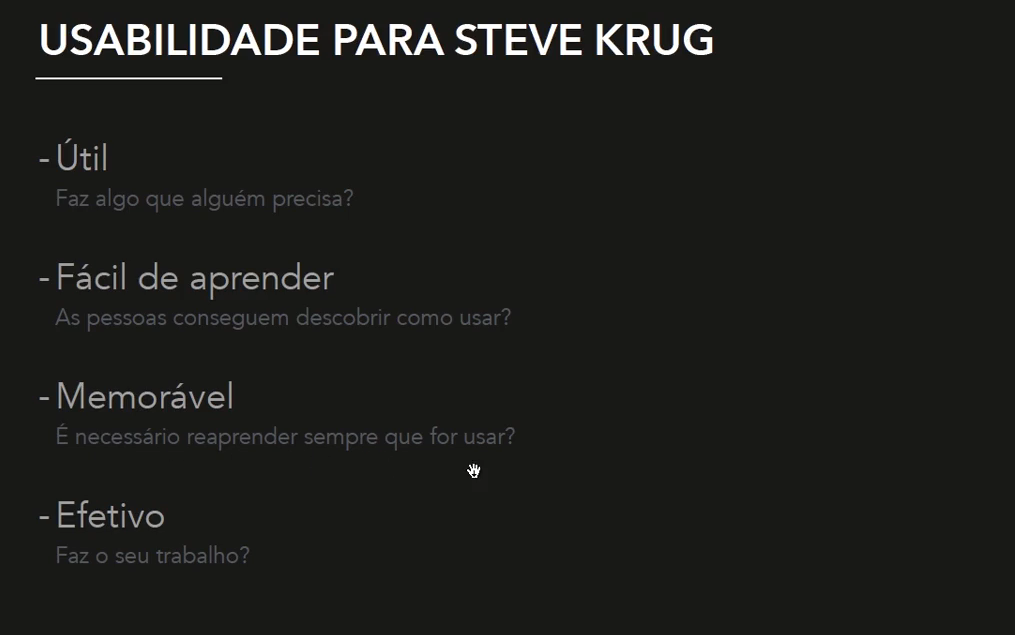 USABILIDADE PARA STEVE KRUG
- Útil
Faz algo que alguém precisa?
- Fácil de aprender
As pessoas conseguem descobrir como usar?
- Memorável
É necessário reaprender sempre que for usar?
- Efetivo
Faz o seu trabalho?